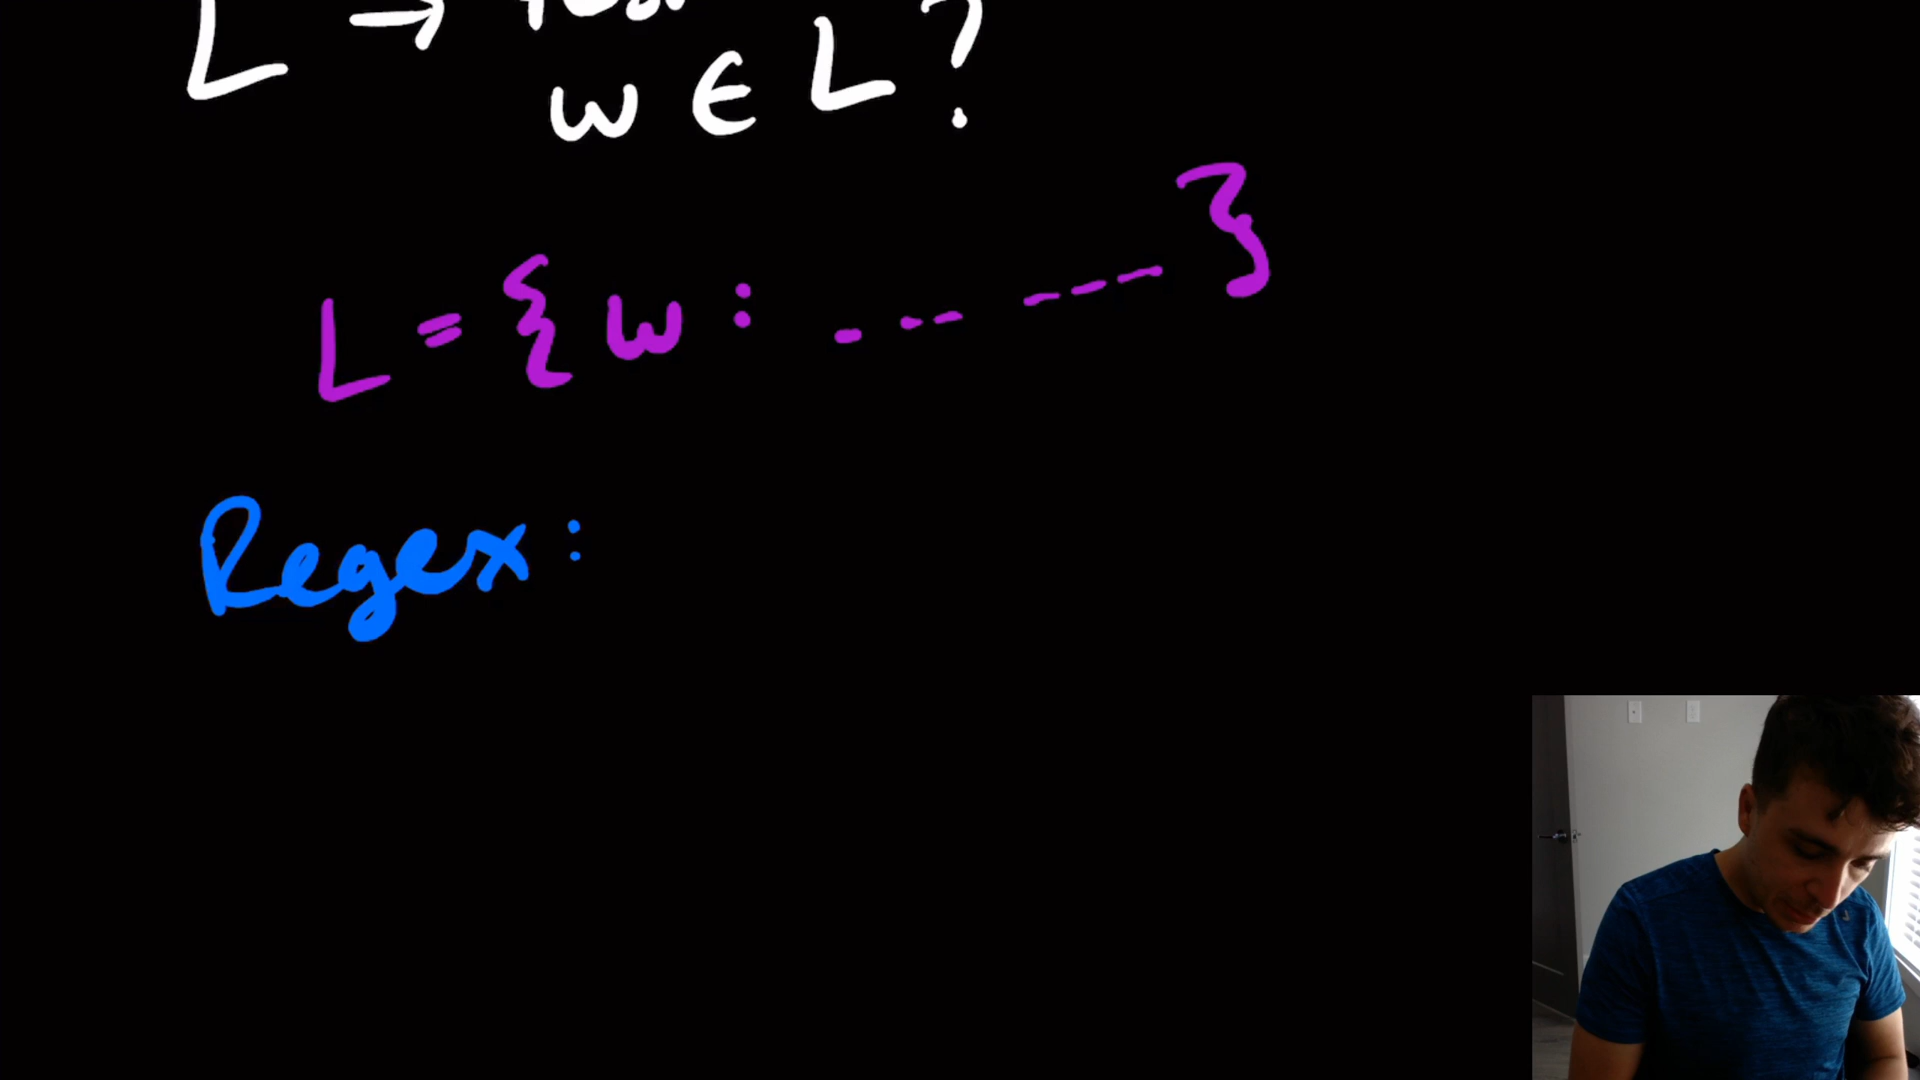 L →
w ∈ L ?
L = { w : - -- --- }
Regex :